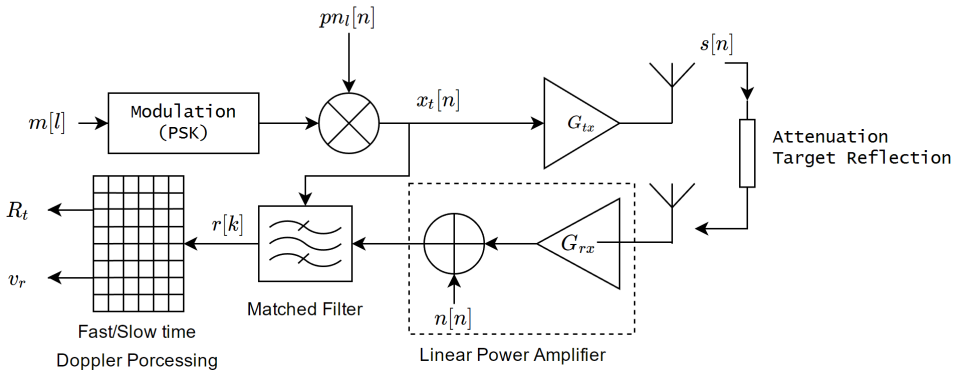 pn_l[n]
s[n]
m[l]
Modulation
(PSK)
x_t[n]
G_tx
Attenuation
Target Reflection
R_t
r[k]
G_rx
v_r
Matched Filter
n[n]
Fast/Slow time
Doppler Porcessing
Linear Power Amplifier